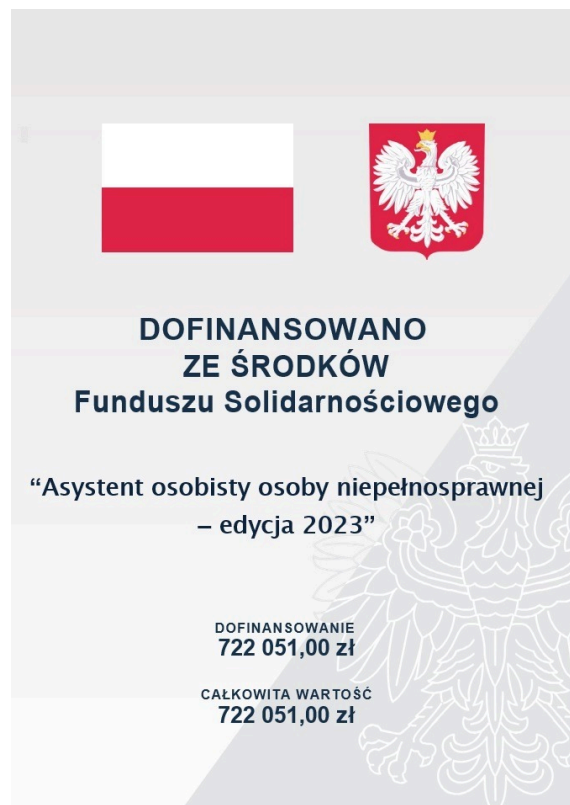 DOFINANSOWANO
ZE ŚRODKÓW
Funduszu Solidarnościowego
“Asystent osobisty osoby niepełnosprawnej
– edycja 2023”
DOFINANSOWANIE
722 051,00 zł
CAŁKOWITA WARTOŚĆ
722 051,00 zł